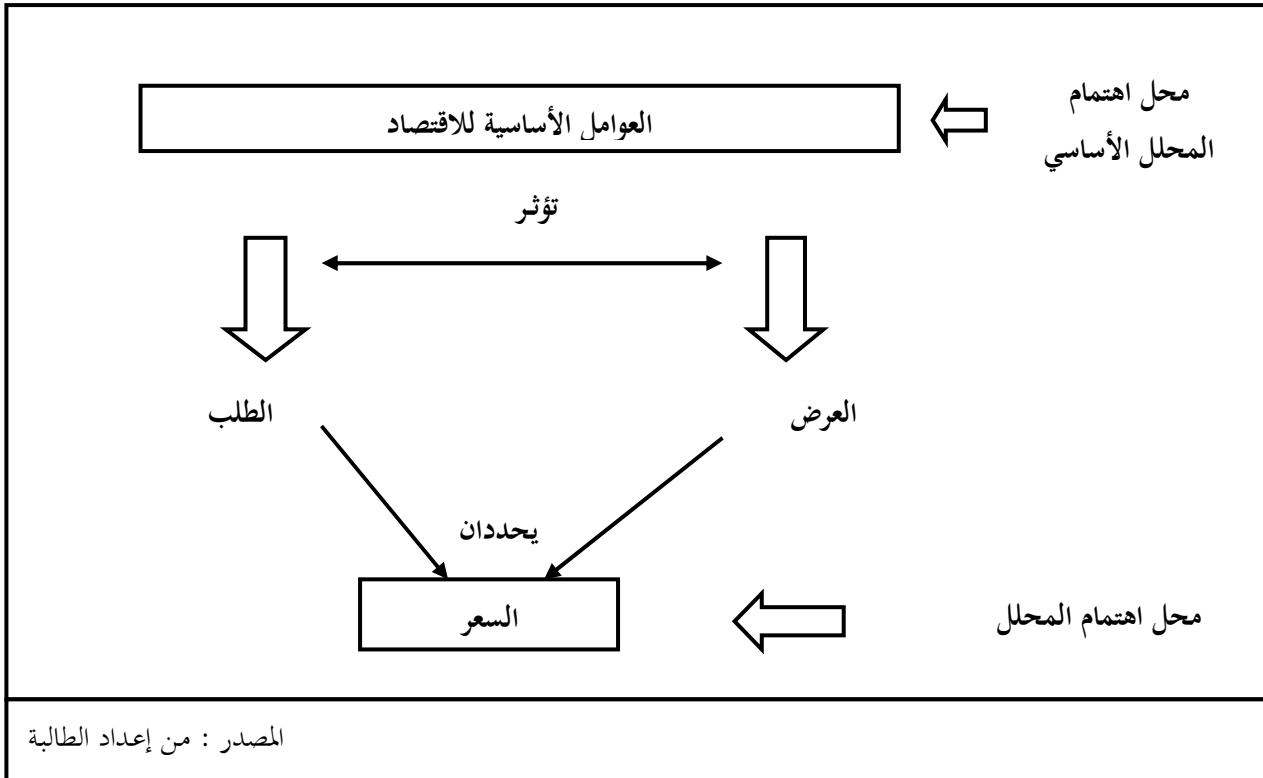 محل اهتمام
المحلل الأساسي
العوامل الأساسية للاقتصاد
تؤثر
العرض
الطلب
يحددان
السعر
محل اهتمام المحلل
المصدر : من إعداد الطالبة